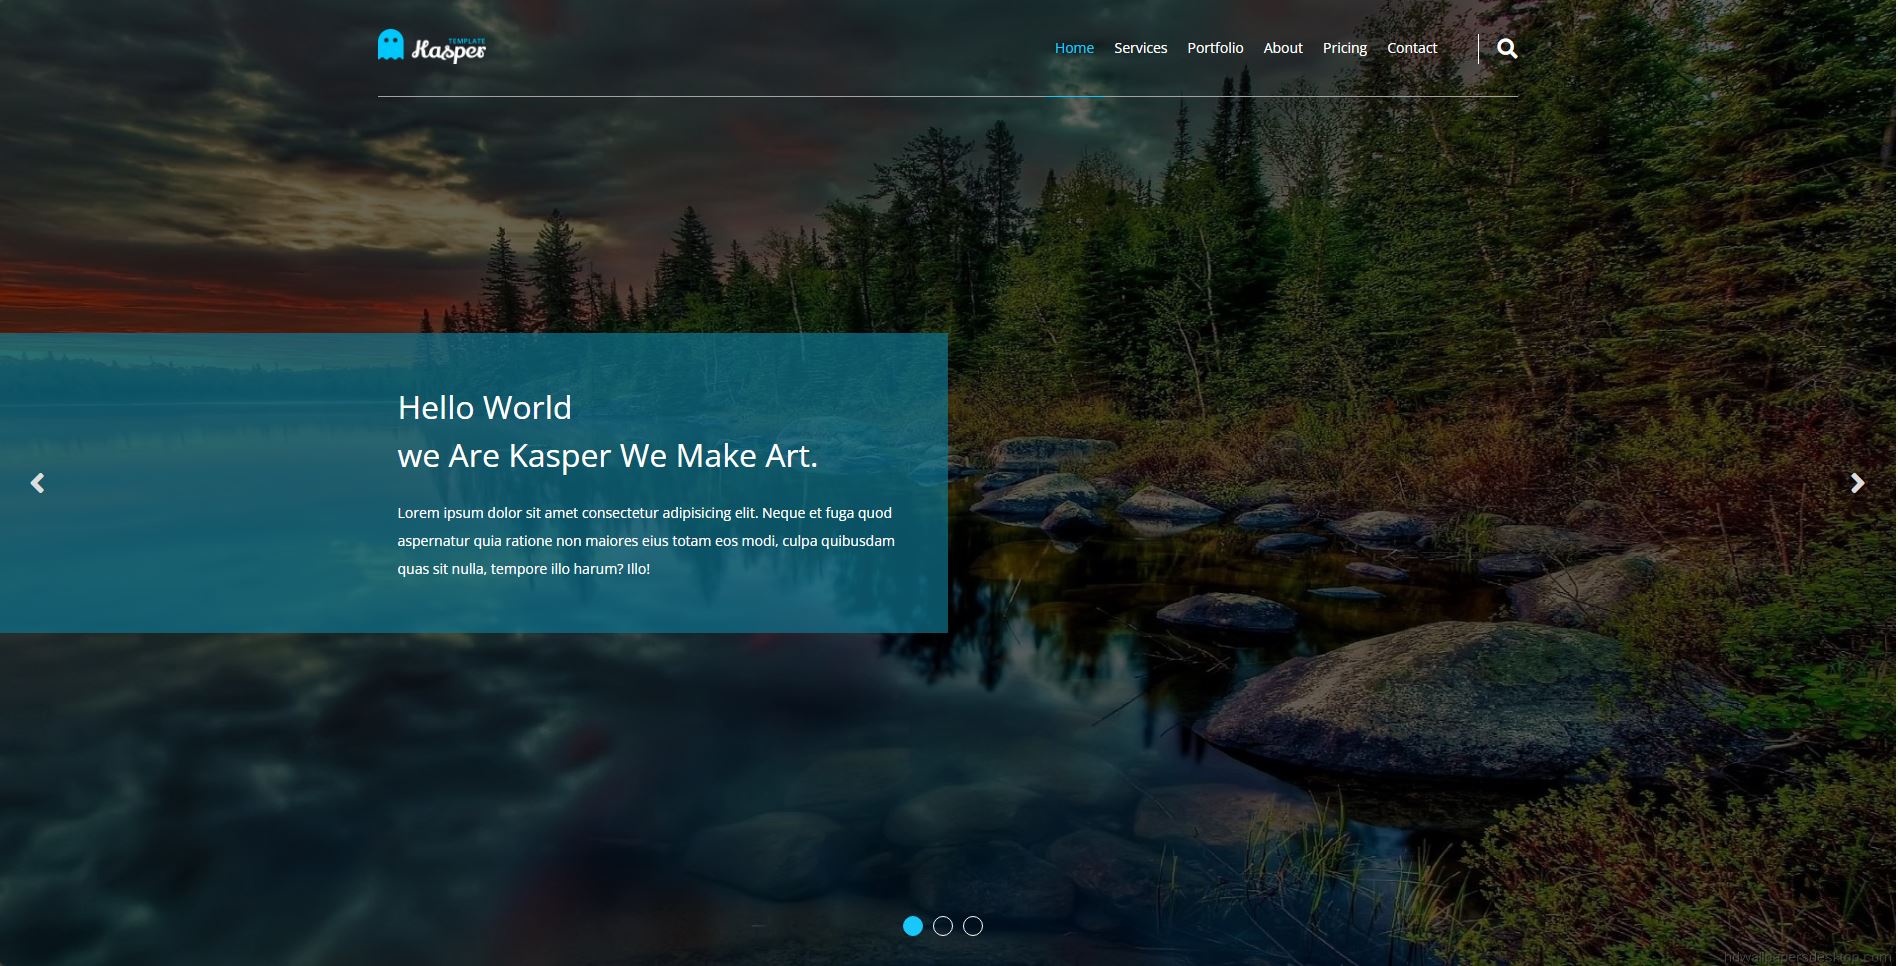 TEMPLATE
Kasper
Home Services Portfolio About Pricing Contact
Hello World
we Are Kasper We Make Art.
Lorem ipsum dolor sit amet consectetur adipisicing elit. Neque et fuga quod
aspernatur quia ratione non maiores eius totam eos modi, culpa quibusdam
quas sit nulla, tempore illo harum? Illo!
hdwallpapersdesktop.com